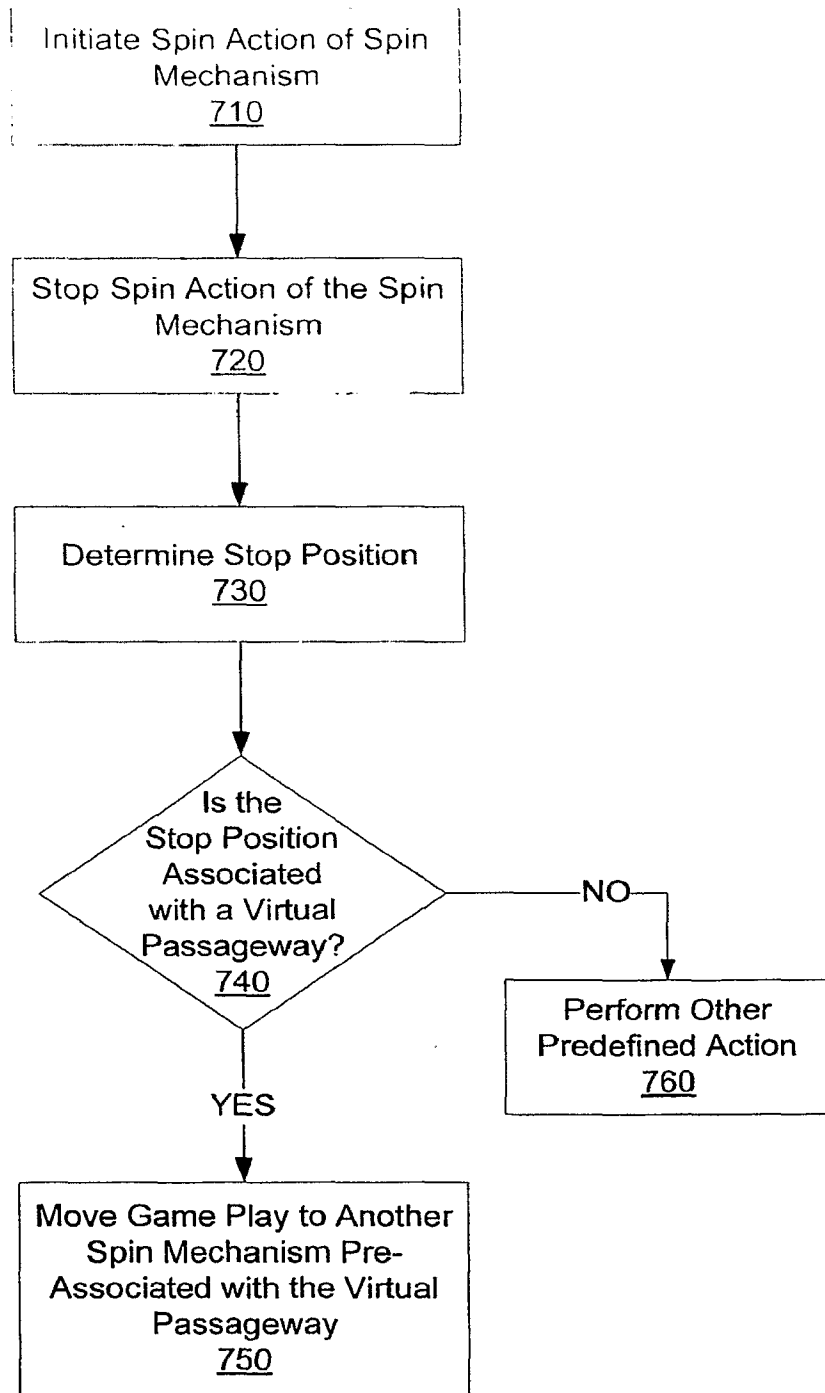 Initiate Spin Action of Spin
Mechanism
710
Stop Spin Action of the Spin
Mechanism
720
Determine Stop Position
730
Is the
Stop Position
Associated
with a Virtual
Passageway?
740
NO
Perform Other
Predefined Action
760
YES
Move Game Play to Another
Spin Mechanism Pre-
Associated with the Virtual
Passageway
750